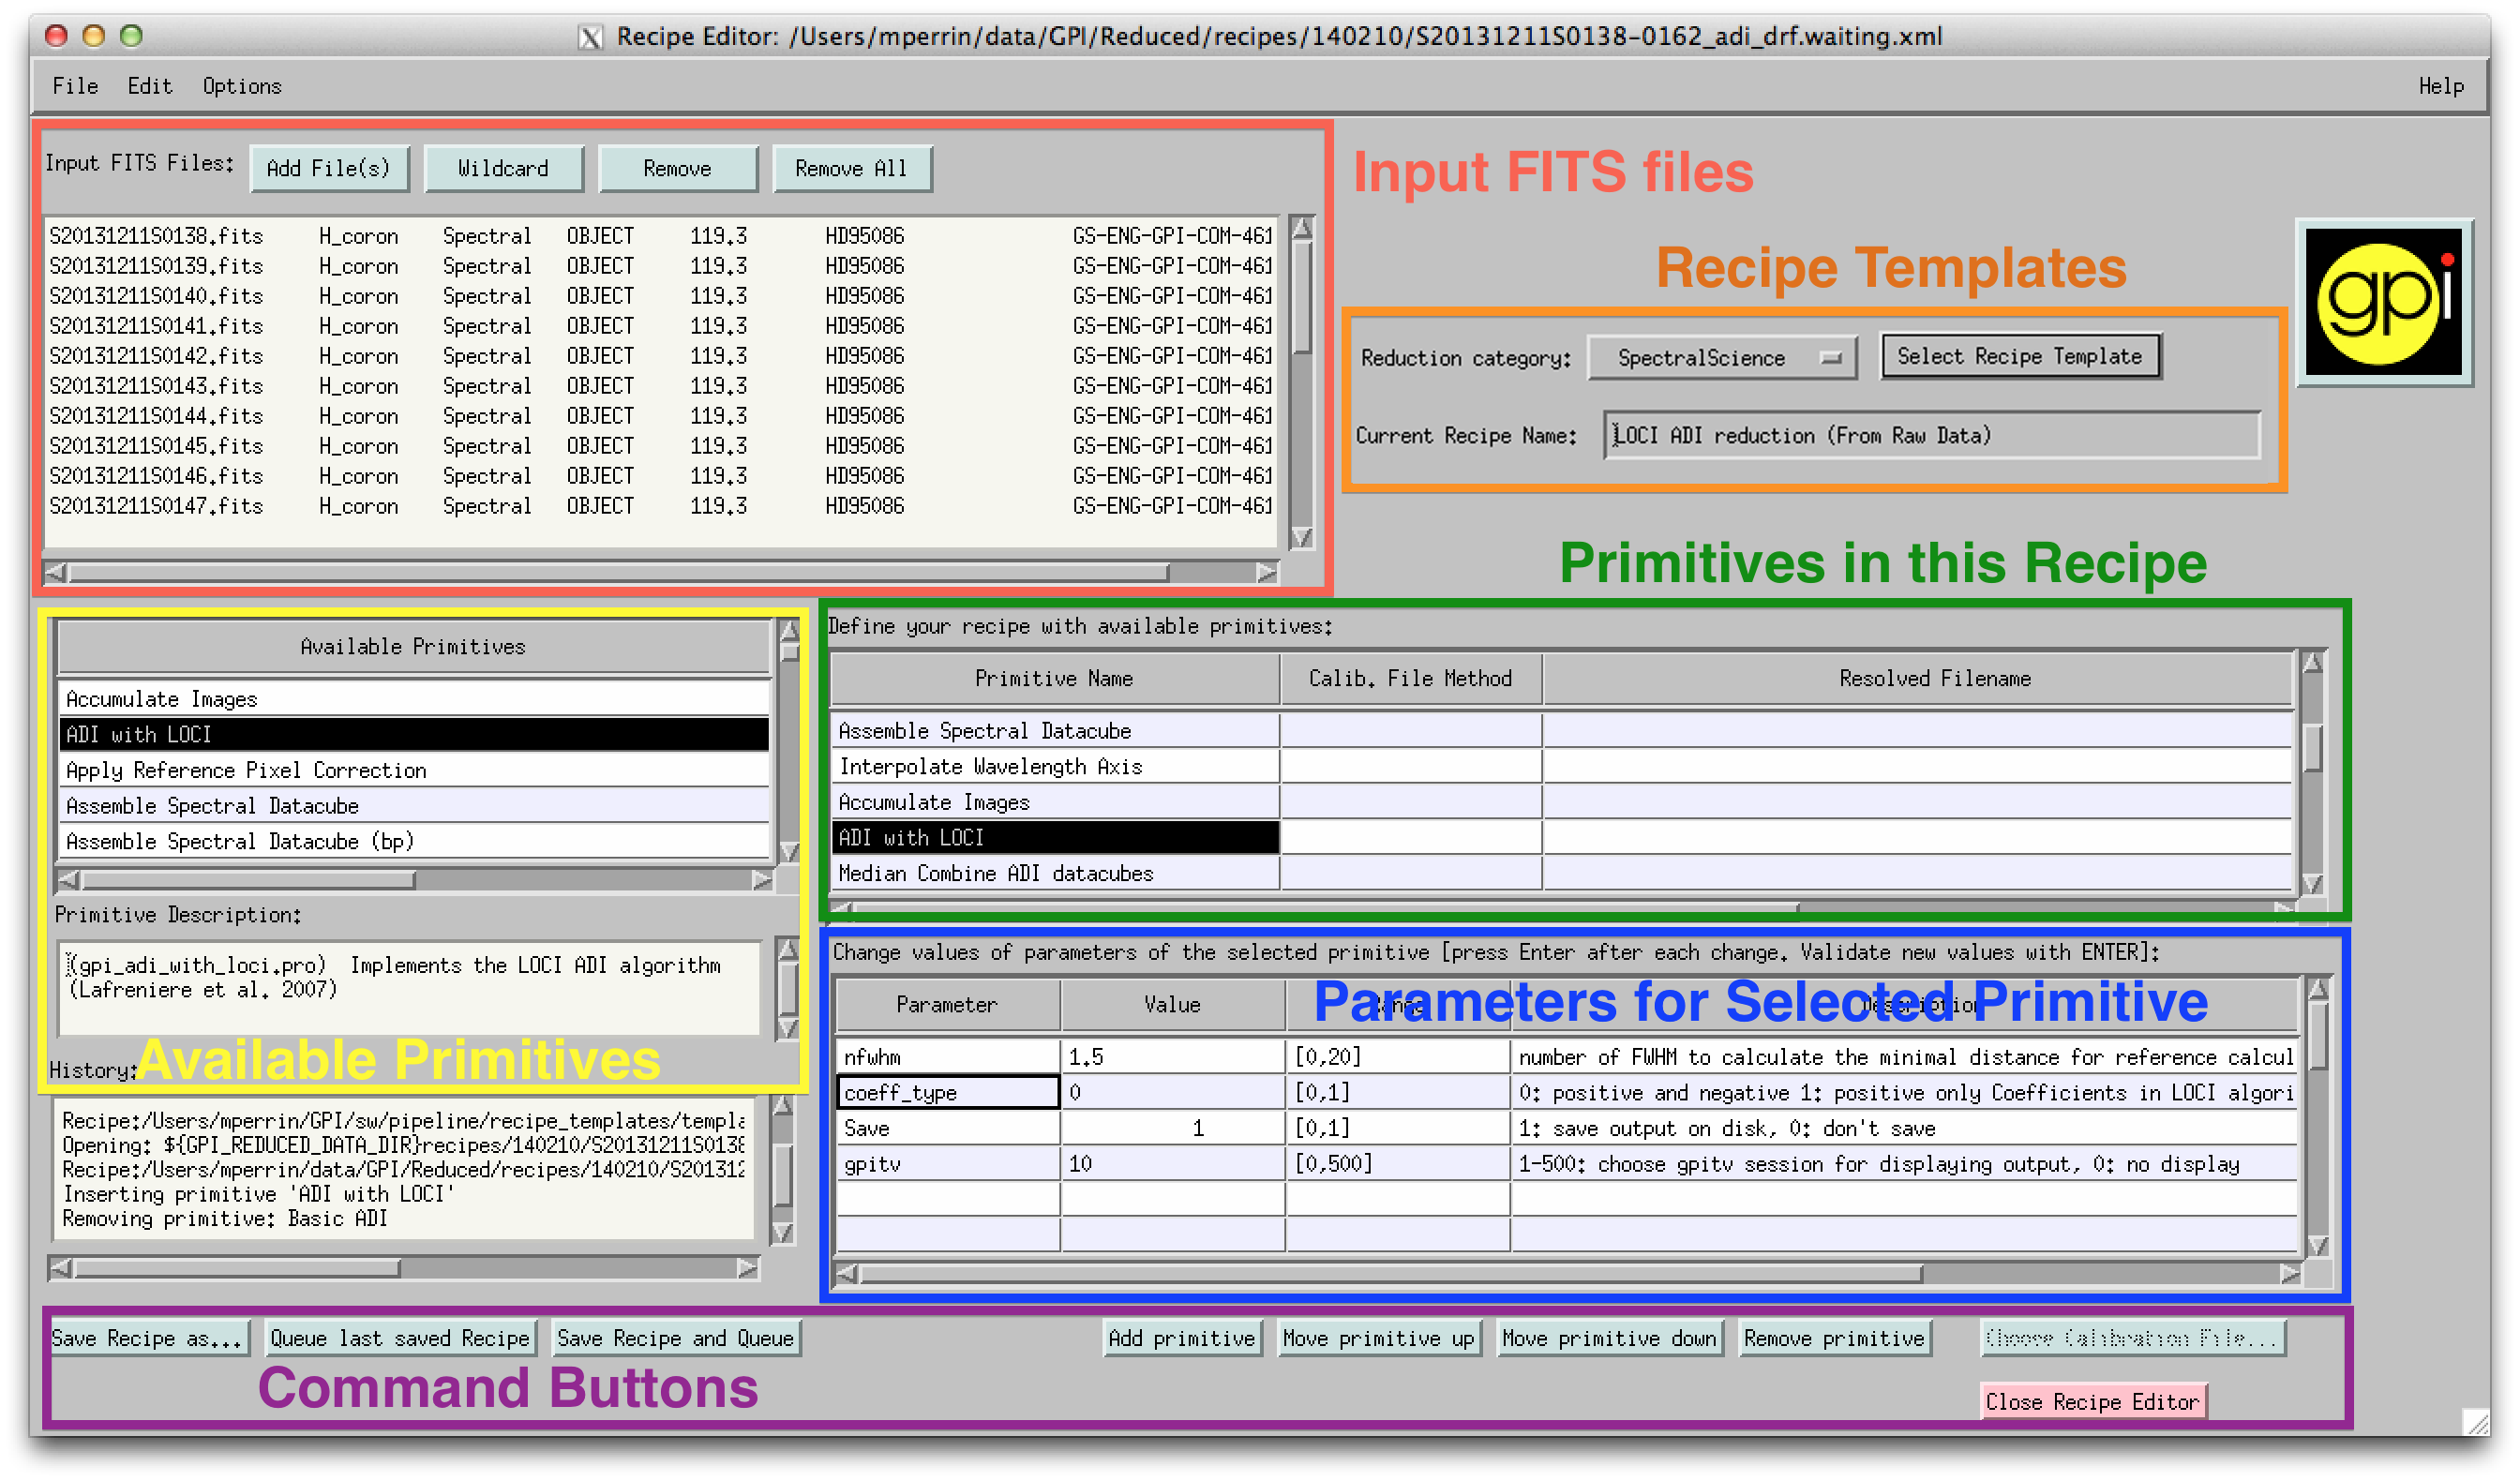 Recipe Editor: /Users/mperrin/data/GPI/Reduced/recipes/140210/S20131211S0138-0162_adi_drf.waiting.xml
File Edit Options Help
Input FITS Files: Add File(s) Wildcard Remove Remove All
Input FITS files
S20131211S0138.fits H_coron Spectral OBJECT 119.3 HD95086 GS-ENG-GPI-COM-461
S20131211S0139.fits H_coron Spectral OBJECT 119.3 HD95086 GS-ENG-GPI-COM-461
S20131211S0140.fits H_coron Spectral OBJECT 119.3 HD95086 GS-ENG-GPI-COM-461
S20131211S0141.fits H_coron Spectral OBJECT 119.3 HD95086 GS-ENG-GPI-COM-461
S20131211S0142.fits H_coron Spectral OBJECT 119.3 HD95086 GS-ENG-GPI-COM-461
S20131211S0143.fits H_coron Spectral OBJECT 119.3 HD95086 GS-ENG-GPI-COM-461
S20131211S0144.fits H_coron Spectral OBJECT 119.3 HD95086 GS-ENG-GPI-COM-461
S20131211S0145.fits H_coron Spectral OBJECT 119.3 HD95086 GS-ENG-GPI-COM-461
S20131211S0146.fits H_coron Spectral OBJECT 119.3 HD95086 GS-ENG-GPI-COM-461
S20131211S0147.fits H_coron Spectral OBJECT 119.3 HD95086 GS-ENG-GPI-COM-461
Recipe Templates
Reduction category: SpectralScience Select Recipe Template
Current Recipe Name: LOCI ADI reduction (From Raw Data)
gpi
Primitives in this Recipe
Available Primitives
Accumulate Images
ADI with LOCI
Apply Reference Pixel Correction
Assemble Spectral Datacube
Assemble Spectral Datacube (bp)
Primitive Description:
(gpi_adi_with_loci.pro) Implements the LOCI ADI algorithm
(Lafreniere et al. 2007)
Available Primitives
History:
Recipe:/Users/mperrin/GPI/sw/pipeline/recipe_templates/templa
Opening: ${GPI_REDUCED_DATA_DIR}recipes/140210/S20131211S0138
Recipe:/Users/mperrin/data/GPI/Reduced/recipes/140210/S201312
Inserting primitive 'ADI with LOCI'
Removing primitive: Basic ADI
Define your recipe with available primitives:
Primitive Name Calib. File Method Resolved Filename
Assemble Spectral Datacube
Interpolate Wavelength Axis
Accumulate Images
ADI with LOCI
Median Combine ADI datacubes
Change values of parameters of the selected primitive [press Enter after each change. Validate new values with ENTER]:
Parameters for Selected Primitive
Parameter Value Range Description
nfwhm 1.5 [0,20] number of FWHM to calculate the minimal distance for reference calcul
coeff_type 0 [0,1] 0: positive and negative 1: positive only Coefficients in LOCI algori
Save 1 [0,1] 1: save output on disk, 0: don't save
gpitv 10 [0,500] 1-500: choose gpitv session for displaying output, 0: no display
Save Recipe as... Queue last saved Recipe Save Recipe and Queue Add primitive Move primitive up Move primitive down Remove primitive Choose Calibration File...
Command Buttons
Close Recipe Editor